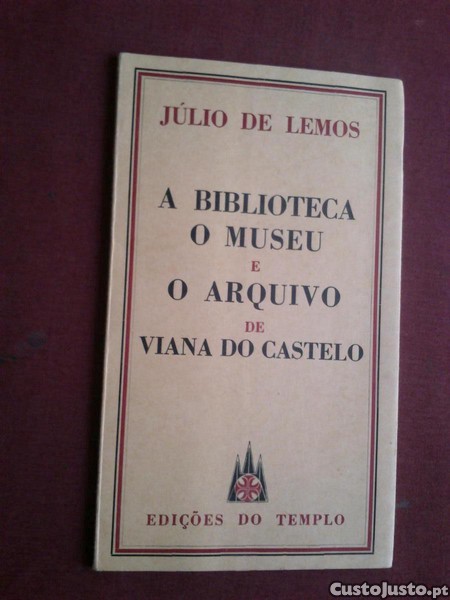 JÚLIO DE LEMOS
A BIBLIOTECA
O MUSEU
E
O ARQUIVO
DE
VIANA DO CASTELO
EDIÇÕES DO TEMPLO
CustoJusto.pt